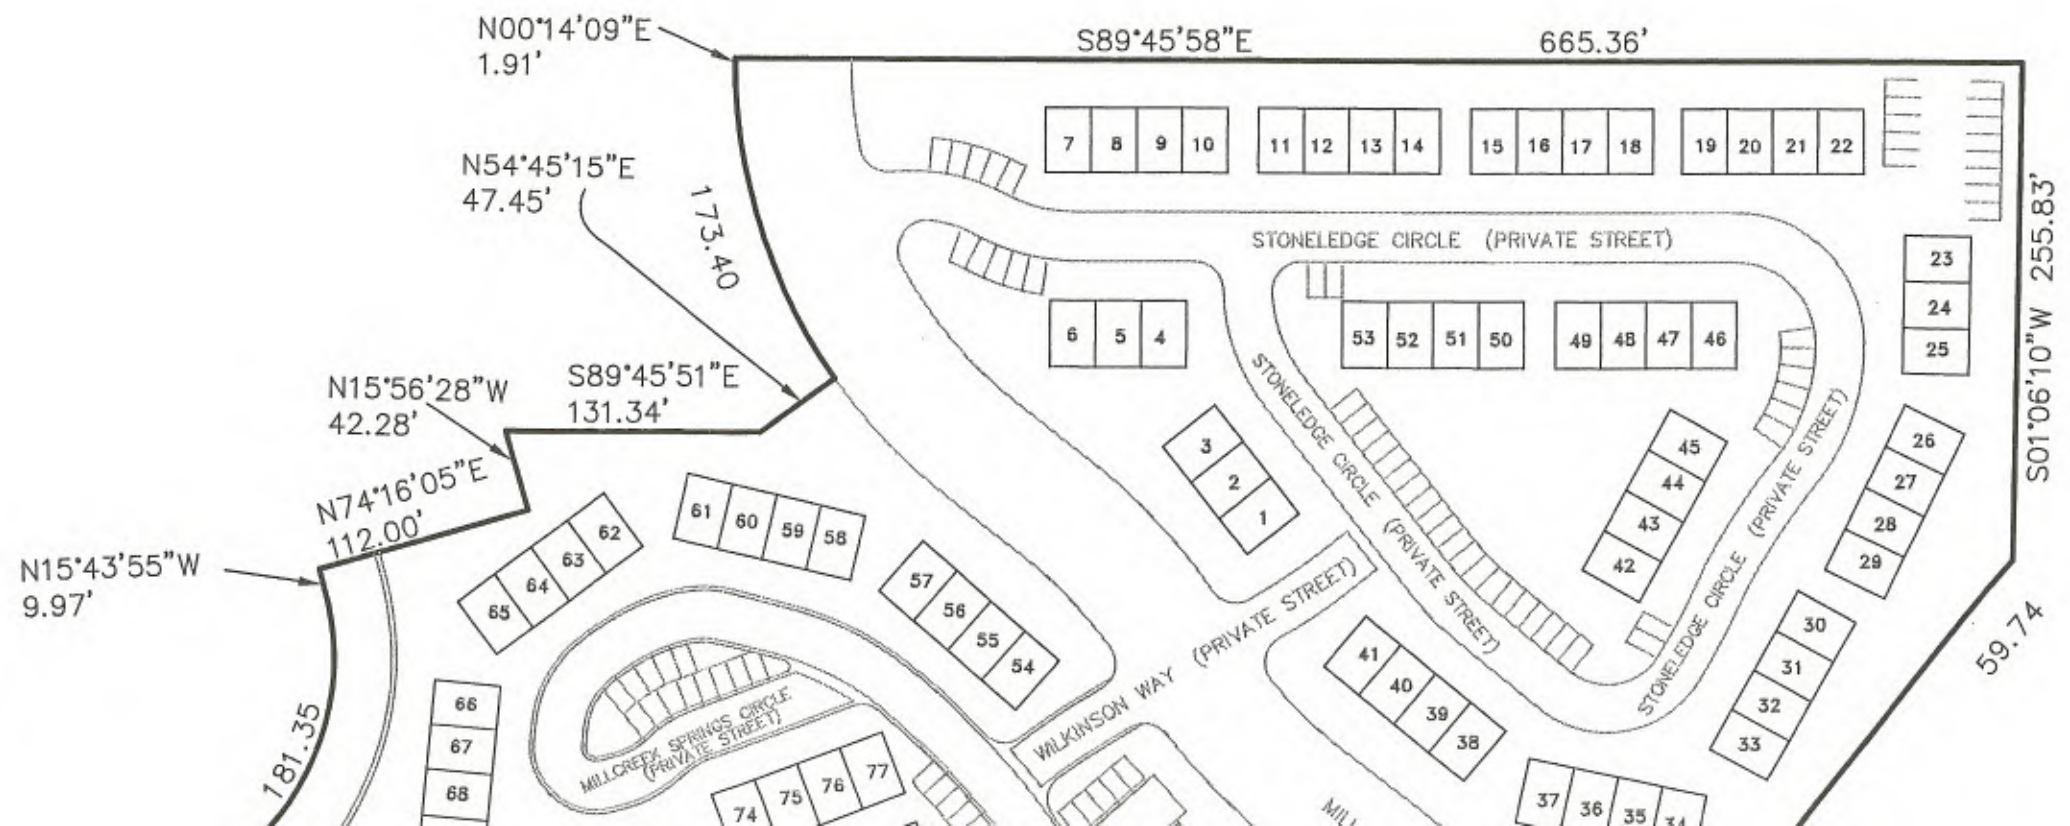 N00°14'09"E
1.91'
S89°45'58"E 665.36'
N54°45'15"E
47.45'
173.40
7 8 9 10 11 12 13 14 15 16 17 18 19 20 21 22
STONELEDGE CIRCLE (PRIVATE STREET)
S01°06'10"W 255.83'
23
24
25
6 5 4
53 52 51 50 49 48 47 46
N15°56'28"W
42.28'
S89°45'51"E
131.34'
STONELEDGE CIRCLE (PRIVATE STREET)
3
2
1
45
44
43
42
STONELEDGE CIRCLE (PRIVATE STREET)
26
27
28
29
N74°16'05"E
112.00'
N15°43'55"W
9.97'
61 60 59 58
62
63
64
65
57
56
55
54
WILKINSON WAY (PRIVATE STREET)
41
40
39
38
30
31
32
33
59.74
66
67
68
181.35
MILLCREEK SPRINGS CIRCLE
(PRIVATE STREET)
74 75 76 77
37 36 35 34
MILL